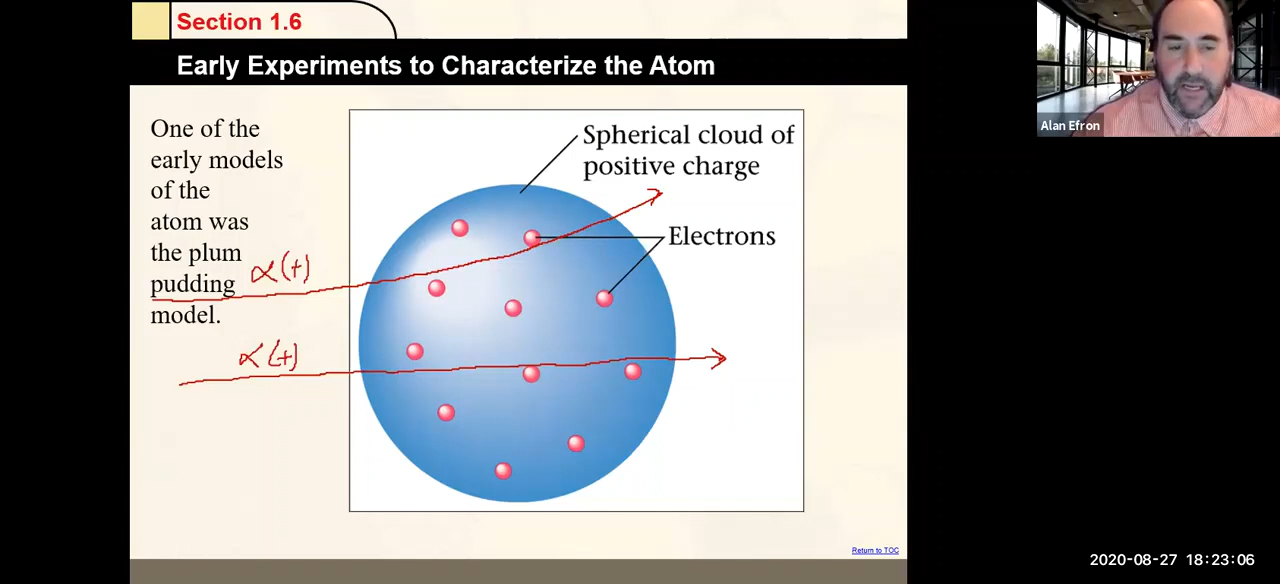 Section 1.6
Early Experiments to Characterize the Atom
One of the
early models
of the
atom was
the plum
pudding
model.
α(+)
α(+)
Spherical cloud of
positive charge
Electrons
Return to TOC
Alan Efron
2020-08-27 18:23:06